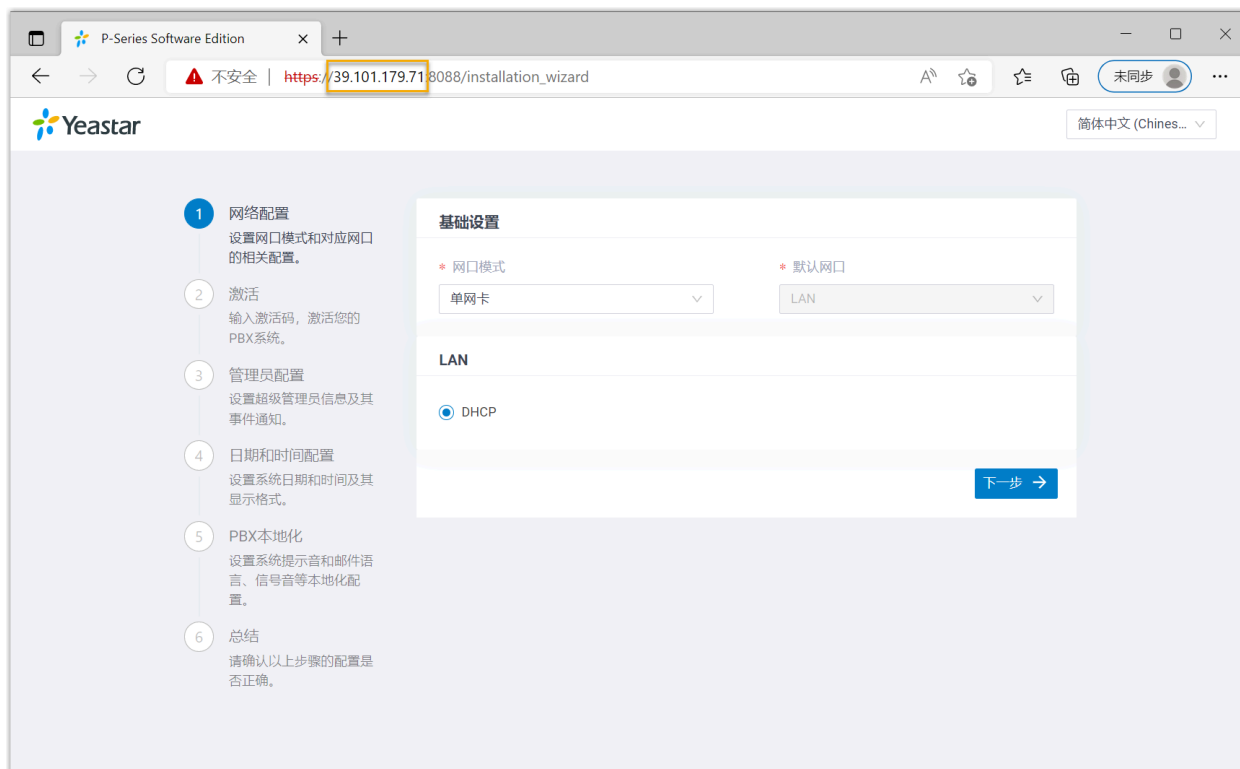 P-Series Software Edition
不安全 | https://39.101.179.71:8088/installation_wizard
未同步
Yeastar
简体中文 (Chines...
1 网络配置
设置网口模式和对应网口
的相关配置。
2 激活
输入激活码，激活您的
PBX系统。
3 管理员配置
设置超级管理员信息及其
事件通知。
4 日期和时间配置
设置系统日期和时间及其
显示格式。
5 PBX本地化
设置系统提示音和邮件语
言、信号音等本地化配
置。
6 总结
请确认以上步骤的配置是
否正确。
基础设置
* 网口模式
单网卡
* 默认网口
LAN
LAN
DHCP
下一步